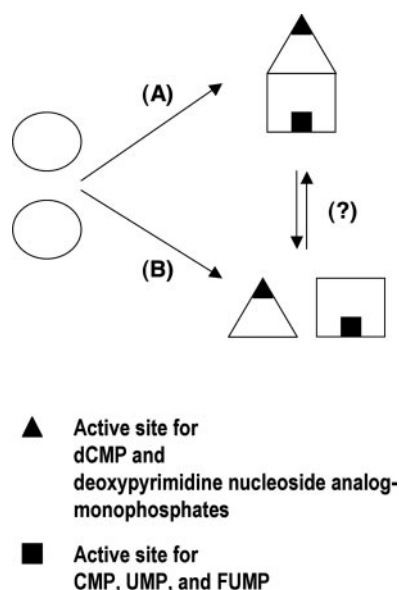 (A)
(?)
(B)
Active site for
dCMP and
deoxypyrimidine nucleoside analog-
monophosphates
Active site for
CMP, UMP, and FUMP